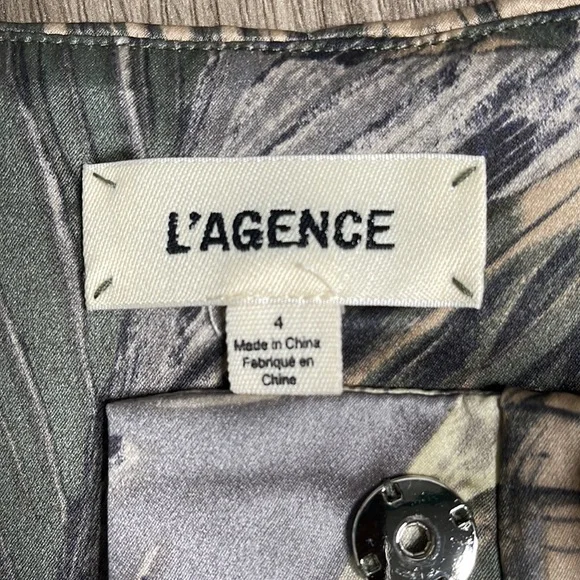 L'AGENCE
4
Made in China
Fabriqué en
Chine